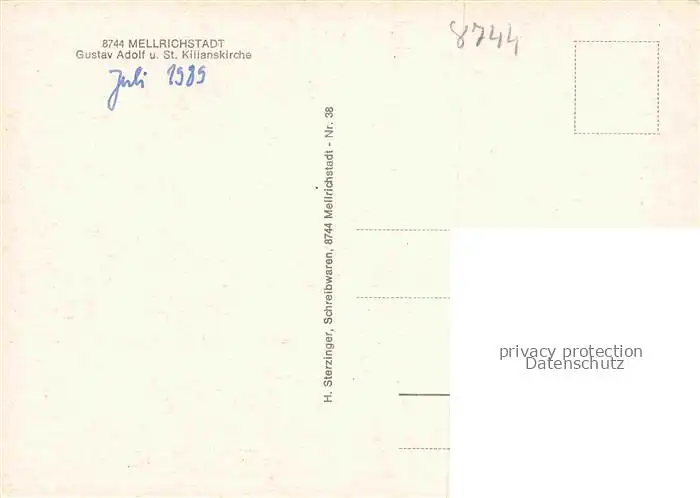 8744 MELLRICHSTADT
Gustav Adolf u. St. Kilianskirche
Juli 1989
8744
H. Sterzinger, Schreibwaren, 8744 Mellrichstadt - Nr. 38
privacy protection
Datenschutz